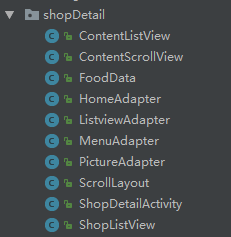 shopDetail
ContentListView
ContentScrollView
FoodData
HomeAdapter
ListviewAdapter
MenuAdapter
PictureAdapter
ScrollLayout
ShopDetailActivity
ShopListView